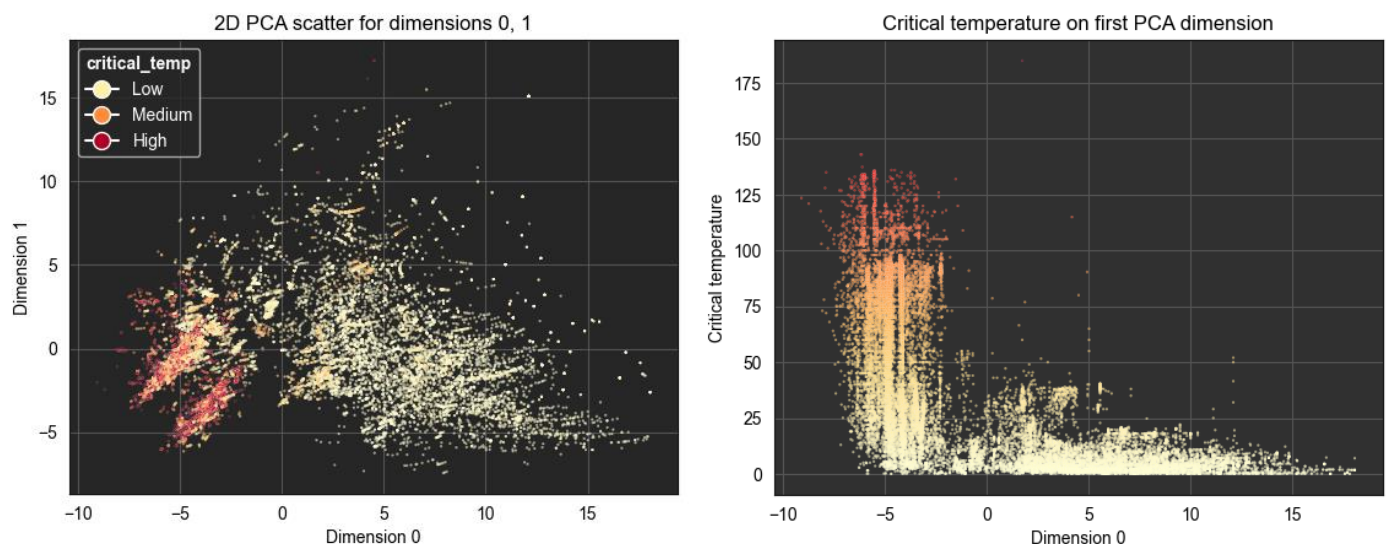 2D PCA scatter for dimensions 0, 1
critical_temp
Low
Medium
High
15
10
5
0
−5
Dimension 1
−10 −5 0 5 10 15
Dimension 0
Critical temperature on first PCA dimension
175
150
125
100
75
50
25
0
Critical temperature
−10 −5 0 5 10 15
Dimension 0